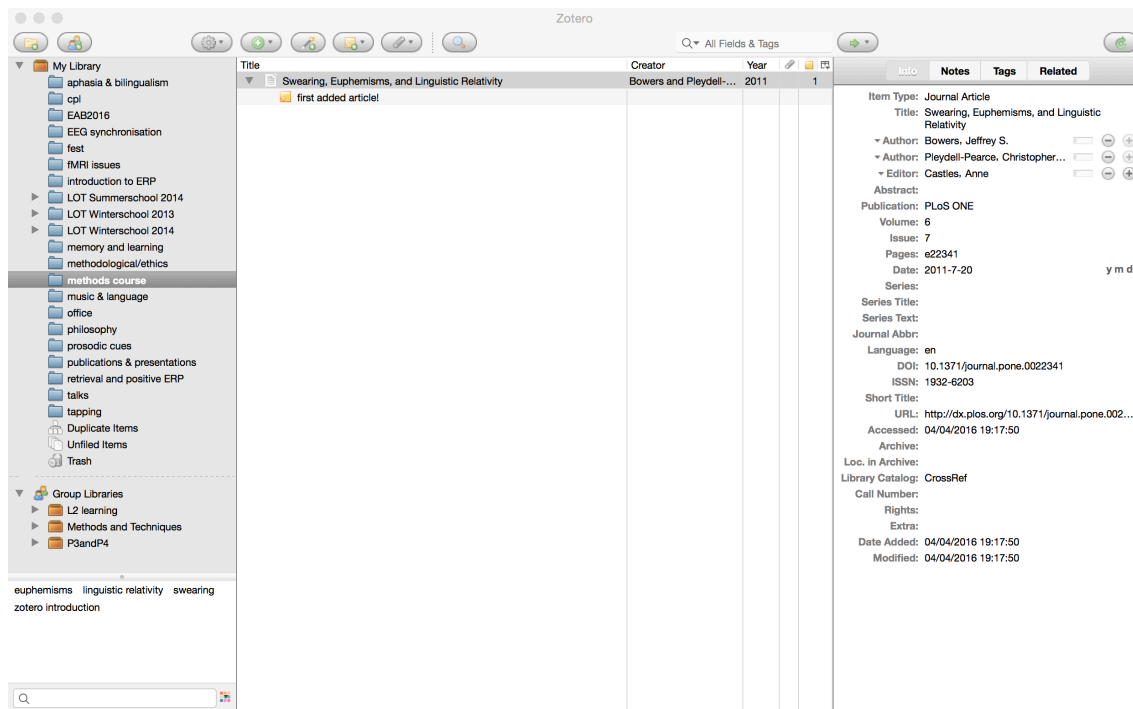 Zotero
All Fields & Tags
My Library
aphasia & bilingualism
cpl
EAB2016
EEG synchronisation
fest
fMRI issues
introduction to ERP
LOT Summerschool 2014
LOT Winterschool 2013
LOT Winterschool 2014
memory and learning
methodological/ethics
methods course
music & language
office
philosophy
prosodic cues
publications & presentations
retrieval and positive ERP
talks
tapping
Duplicate Items
Unfiled Items
Trash
Group Libraries
L2 learning
Methods and Techniques
P3andP4
euphemisms linguistic relativity swearing
zotero introduction
Title Creator Year
Swearing, Euphemisms, and Linguistic Relativity Bowers and Pleydell-... 2011 1
first added article!
Info Notes Tags Related
Item Type: Journal Article
Title: Swearing, Euphemisms, and Linguistic
Relativity
Author: Bowers, Jeffrey S.
Author: Pleydell-Pearce, Christopher...
Editor: Castles, Anne
Abstract:
Publication: PLoS ONE
Volume: 6
Issue: 7
Pages: e22341
Date: 2011-7-20 y m d
Series:
Series Title:
Series Text:
Journal Abbr:
Language: en
DOI: 10.1371/journal.pone.0022341
ISSN: 1932-6203
Short Title:
URL: http://dx.plos.org/10.1371/journal.pone.002...
Accessed: 04/04/2016 19:17:50
Archive:
Loc. in Archive:
Library Catalog: CrossRef
Call Number:
Rights:
Extra:
Date Added: 04/04/2016 19:17:50
Modified: 04/04/2016 19:17:50